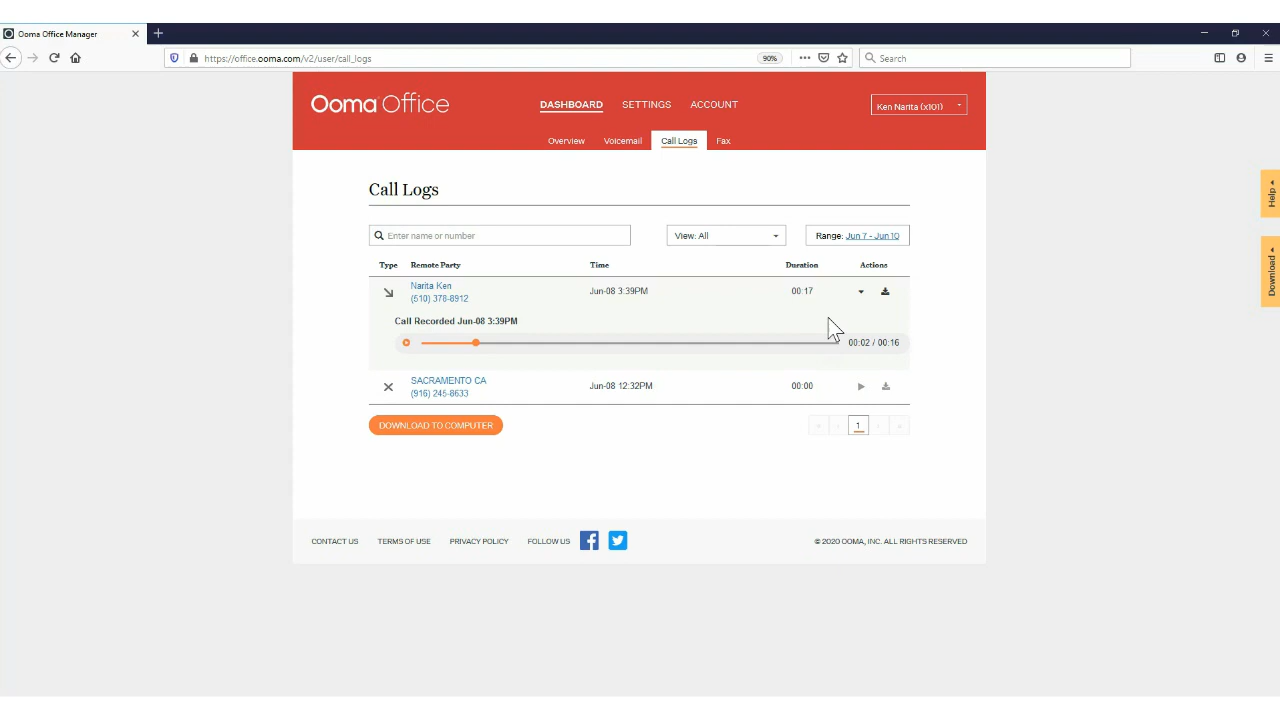 Ooma Office Manager
https://office.ooma.com/v2/user/call_logs
90%
Search
Ooma Office
DASHBOARD SETTINGS ACCOUNT
Ken Narita (x101)
Overview Voicemail Call Logs Fax
Help
Download
Call Logs
Enter name or number
View: All
Range: Jun 7 - Jun 10
Type Remote Party Time Duration Actions
Narita Ken
(510) 378-8912
Jun-08 3:39PM
00:17
Call Recorded Jun-08 3:39PM
00:02 / 00:16
SACRAMENTO CA
(916) 245-8633
Jun-08 12:32PM
00:00
DOWNLOAD TO COMPUTER
1
CONTACT US TERMS OF USE PRIVACY POLICY FOLLOW US
© 2020 OOMA, INC. ALL RIGHTS RESERVED